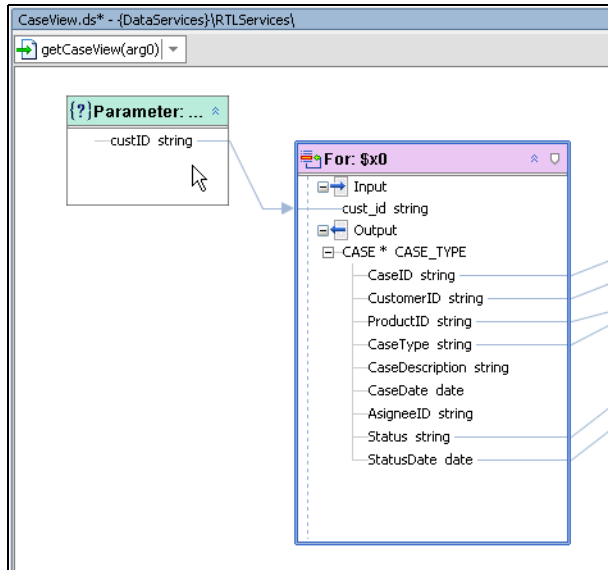 CaseView.ds* - {DataServices}\RTLServices\
getCaseView(arg0)
{?}Parameter: ...
custID string
For: $x0
Input
cust_id string
Output
CASE * CASE_TYPE
CaseID string
CustomerID string
ProductID string
CaseType string
CaseDescription string
CaseDate date
AsigneeID string
Status string
StatusDate date